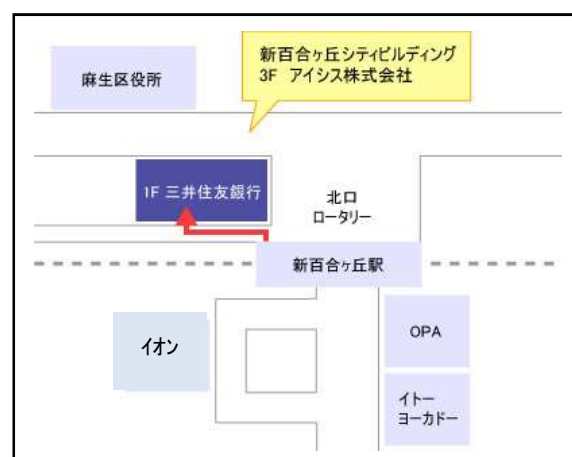 新百合ヶ丘シティビルディング
3F アイシス株式会社
麻生区役所
1F 三井住友銀行
北口
ロータリー
新百合ヶ丘駅
イオン
OPA
イトー
ヨーカドー